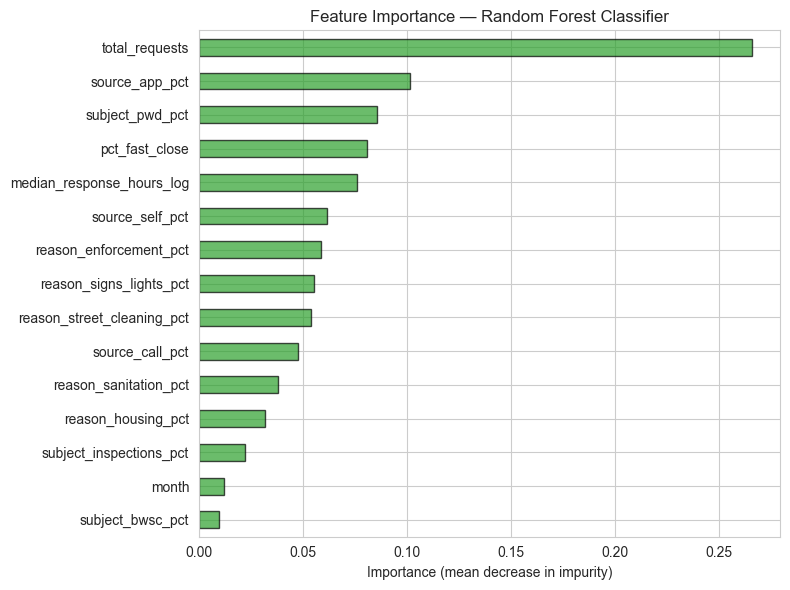 Feature Importance — Random Forest Classifier
total_requests
source_app_pct
subject_pwd_pct
pct_fast_close
median_response_hours_log
source_self_pct
reason_enforcement_pct
reason_signs_lights_pct
reason_street_cleaning_pct
source_call_pct
reason_sanitation_pct
reason_housing_pct
subject_inspections_pct
month
subject_bwsc_pct
0.00 0.05 0.10 0.15 0.20 0.25
Importance (mean decrease in impurity)